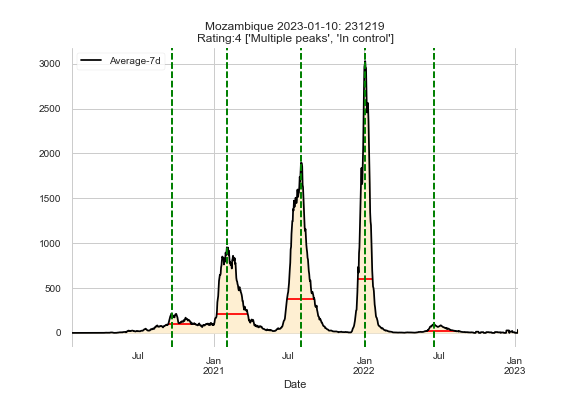 Mozambique 2023-01-10: 231219
Rating:4 ['Multiple peaks', 'In control']
Average-7d
3000
2500
2000
1500
1000
500
0
Jul
Jan
2021
Jul
Jan
2022
Jul
Jan
2023
Date